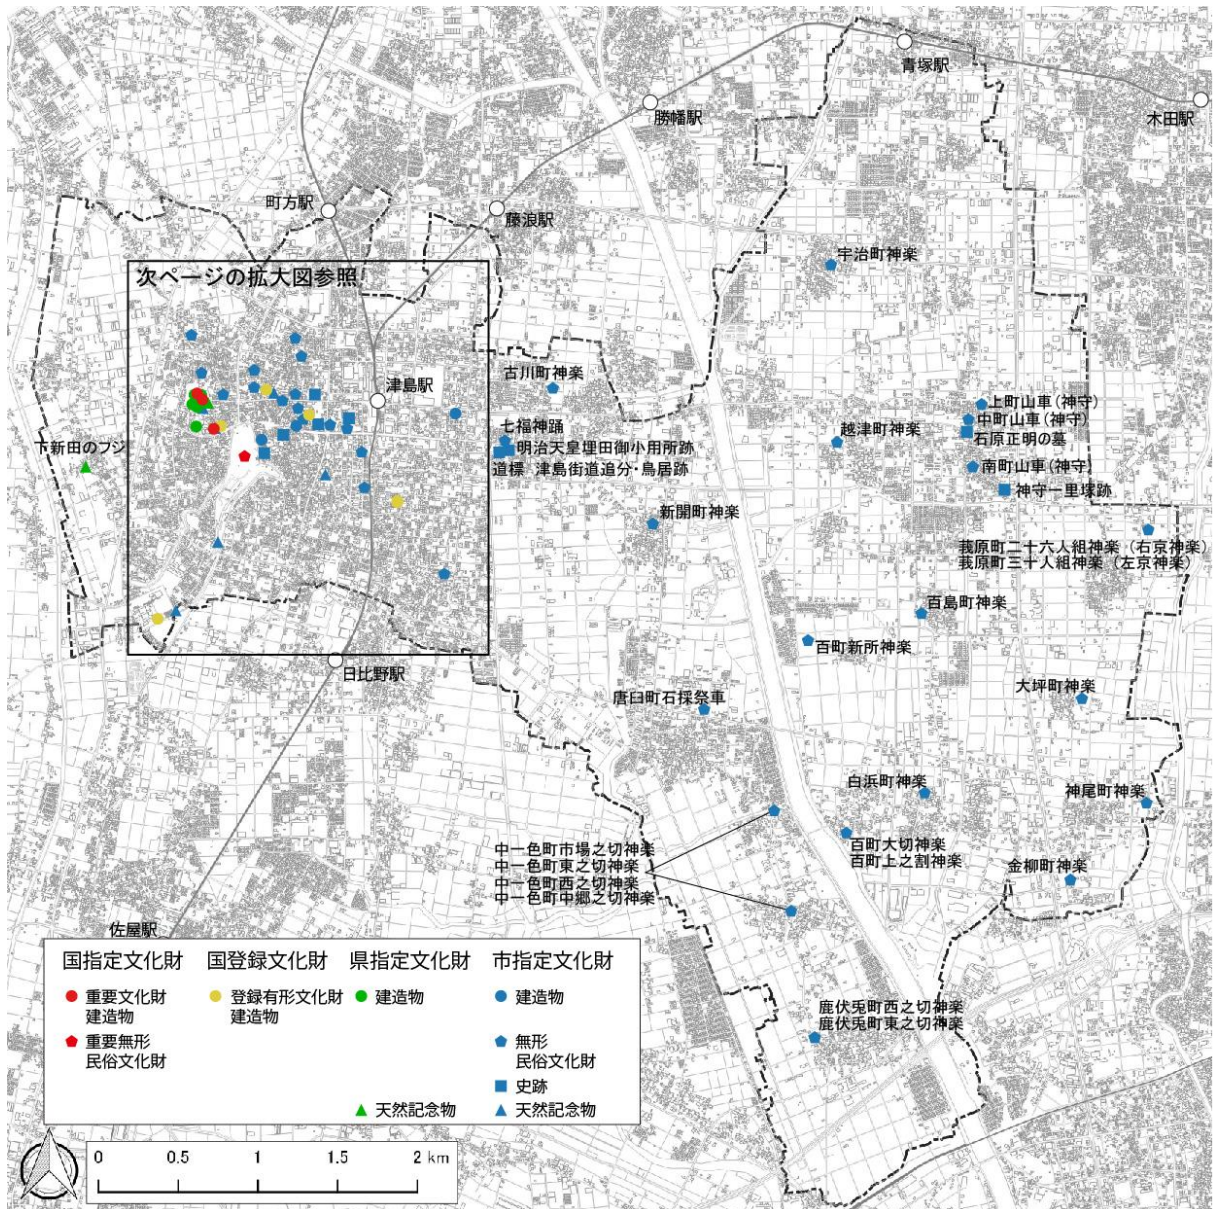 青塚駅
勝幡駅
木田駅
町方駅
藤浪駅
宇治町神楽
次ページの拡大図参照
津島駅
古川町神楽
上町山車(神守)
中町山車(神守)
石原正明の墓
七福神踊
越津町神楽
下新田のフジ
明治天皇埋田御小用所跡
道標 津島街道追分・鳥居跡
南町山車(神守)
神守一里塚跡
新開町神楽
莪原町二十六人組神楽(右京神楽)
莪原町三十人組神楽(左京神楽)
百島町神楽
百町新所神楽
日比野駅
大坪町神楽
唐臼町石採祭車
白浜町神楽
神尾町神楽
百町大切神楽
百町上之割神楽
中一色町市場之切神楽
中一色町東之切神楽
中一色町西之切神楽
中一色町中郷之切神楽
金柳町神楽
佐屋駅
鹿伏兎町西之切神楽
鹿伏兎町東之切神楽
国指定文化財
重要文化財
建造物
重要無形
民俗文化財
国登録文化財
登録有形文化財
建造物
県指定文化財
建造物
天然記念物
市指定文化財
建造物
無形
民俗文化財
史跡
天然記念物
0 0.5 1 1.5 2 km